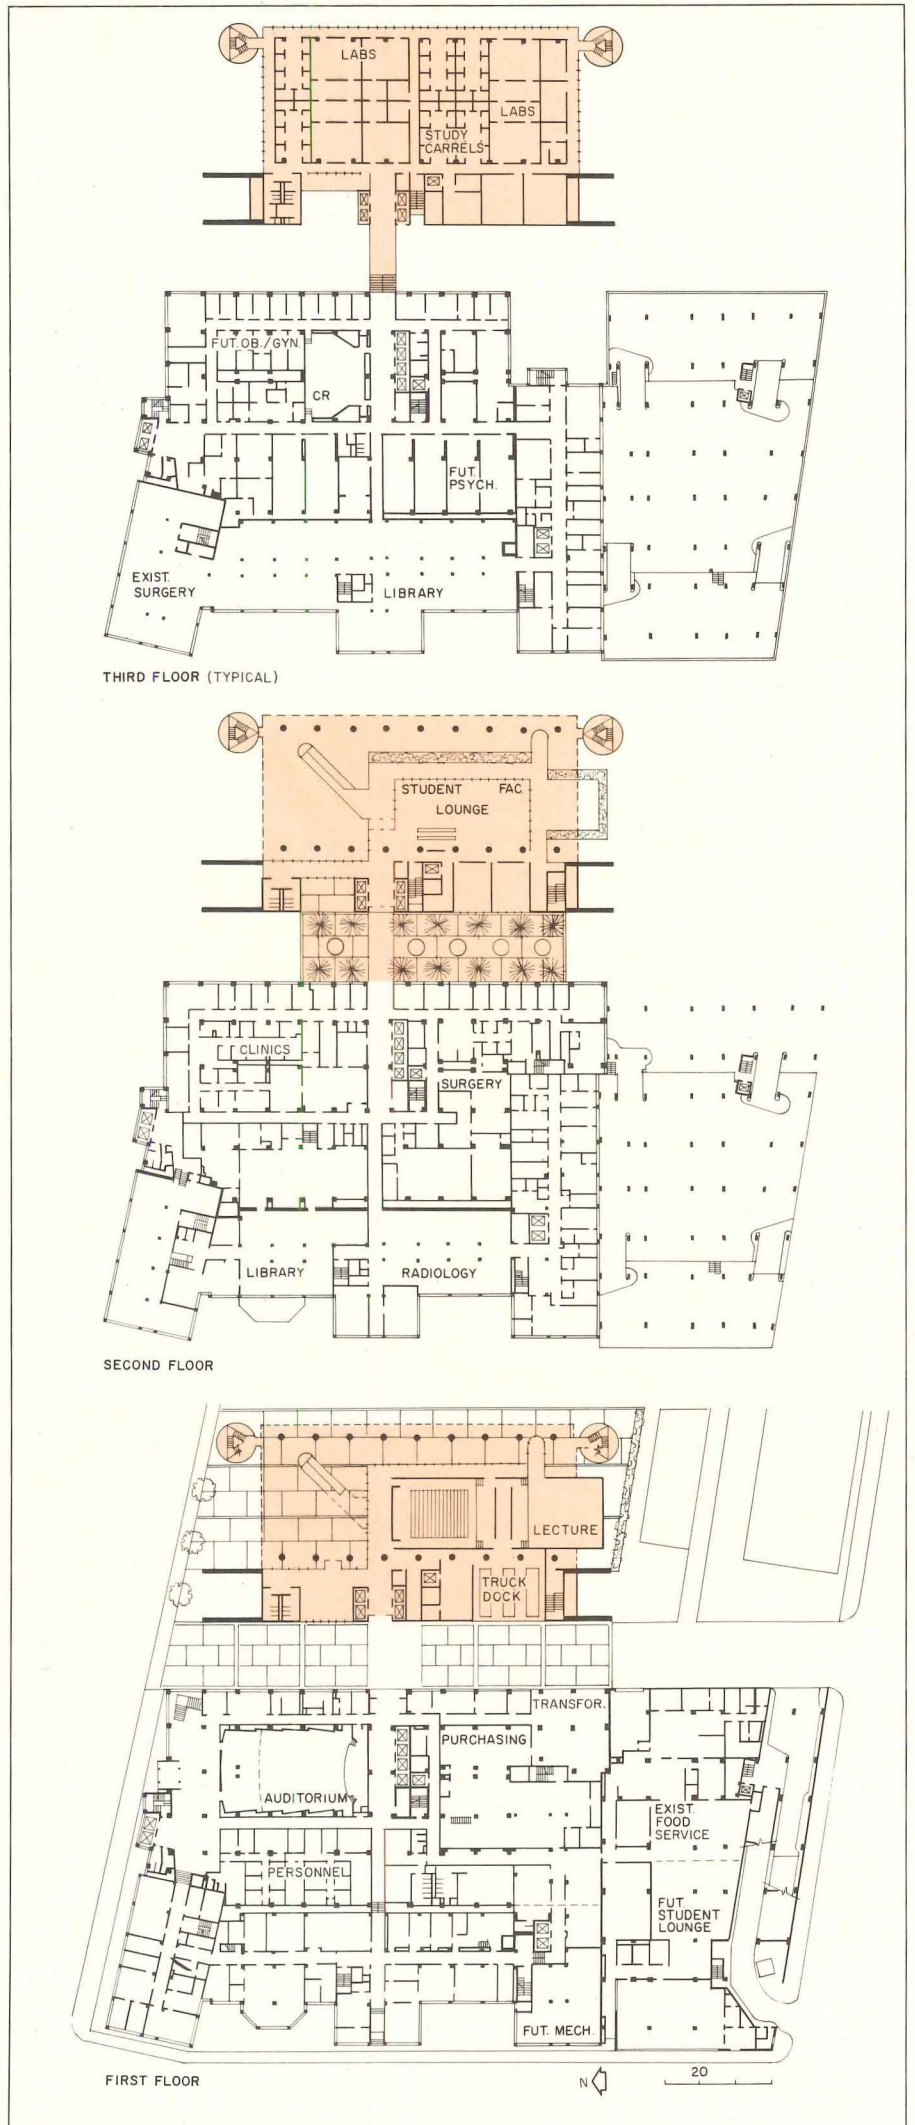 LABS
LABS
STUDY
CARRELS
FUT. OB./GYN.
CR
FUT.
PSYCH.
EXIST.
SURGERY
LIBRARY
THIRD FLOOR (TYPICAL)
STUDENT FAC.
LOUNGE
CLINICS
SURGERY
LIBRARY
RADIOLOGY
SECOND FLOOR
LECTURE
TRUCK
DOCK
TRANSFOR.
PURCHASING
AUDITORIUM
EXIST.
FOOD
SERVICE
PERSONNEL
FUT.
STUDENT
LOUNGE
FUT. MECH.
FIRST FLOOR
N
20